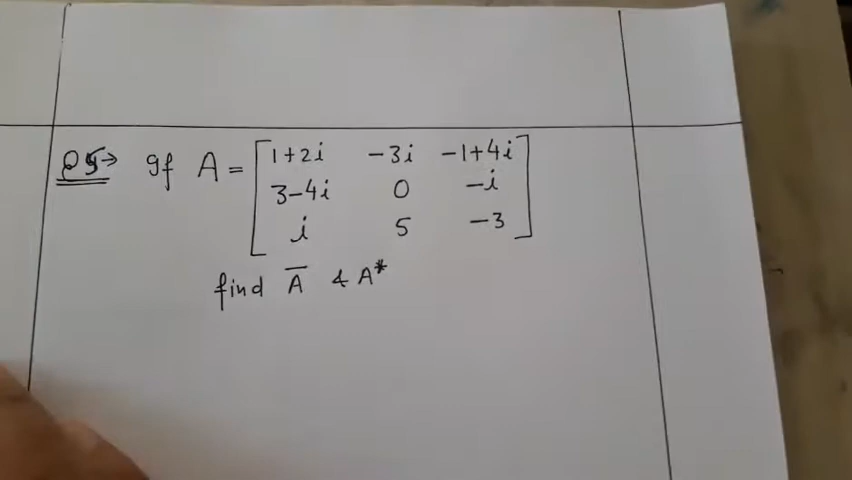 Q5→ If A = [1+2i -3i -1+4i
3-4i 0 -i
i 5 -3]
find A̅ & A*